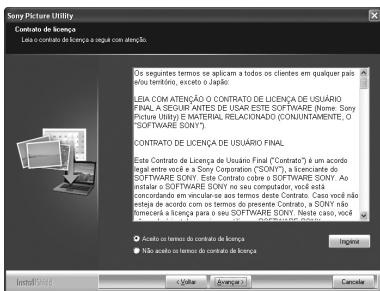 Sony Picture Utility
Contrato de licença
Leia o contrato de licença a seguir com atenção.
Os seguintes termos se aplicam a todos os clientes em qualquer país
e/ou território, exceto o Japão:
LEIA COM ATENÇÃO O CONTRATO DE LICENÇA DE USUÁRIO
FINAL A SEGUIR ANTES DE USAR ESTE SOFTWARE (Nome: Sony
Picture Utility) E MATERIAL RELACIONADO (CONJUNTAMENTE, O
"SOFTWARE SONY").
CONTRATO DE LICENÇA DE USUÁRIO FINAL
Este Contrato de Licença de Usuário Final ("Contrato") é um acordo
legal entre você e a Sony Corporation ("SONY"), a licenciante do
SOFTWARE SONY. Este Contrato cobre o SOFTWARE SONY. Ao
instalar o SOFTWARE SONY no seu computador, você está
concordando em vincular-se aos termos deste Contrato. Caso você não
esteja de acordo com os termos do presente Contrato, a SONY não
fornecerá a licença para o seu SOFTWARE SONY. Neste caso, você
Aceito os termos do contrato de licença
Não aceito os termos do contrato de licença
Imprimir
InstallShield
< Voltar
Avançar >
Cancelar